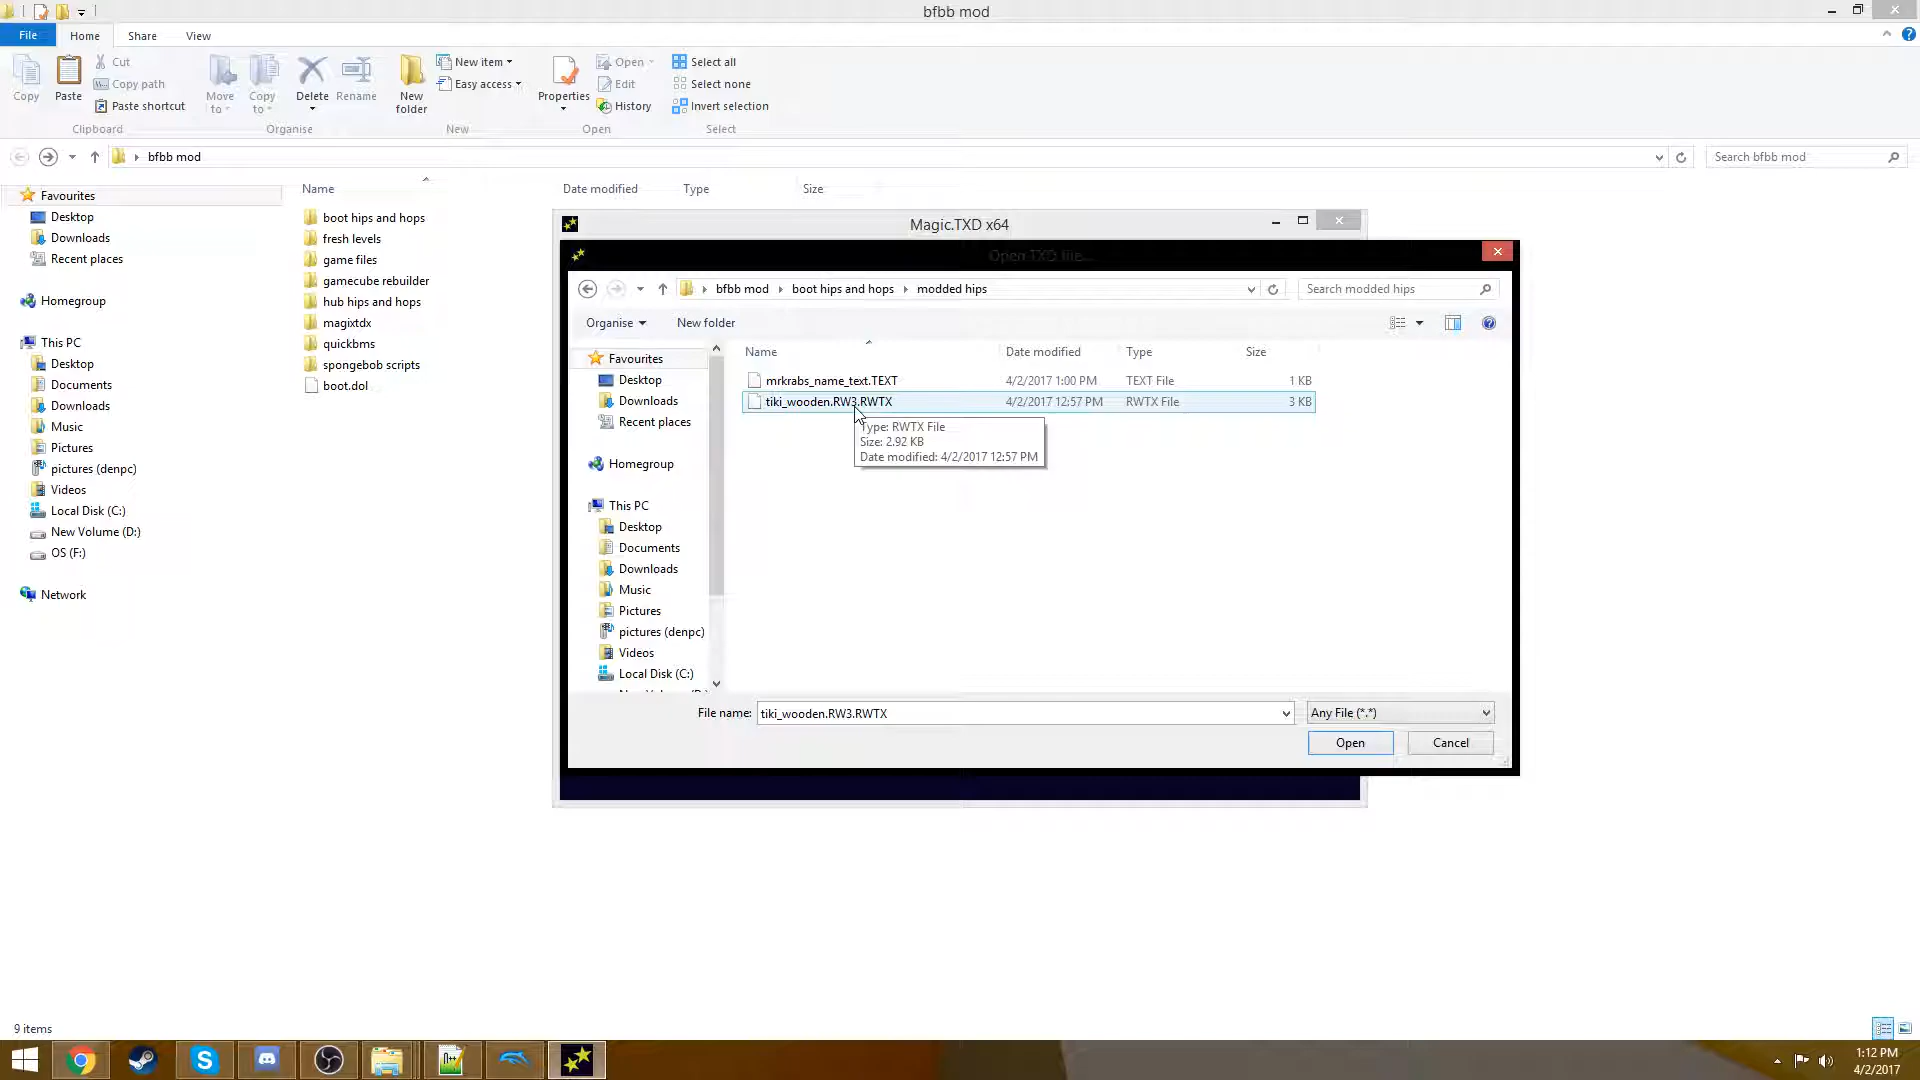 bfbb mod
File
Home
Share
View
Copy
Paste
Cut
Copy path
Paste shortcut
Clipboard
Move to
Copy to
Delete
Rename
Organise
New folder
New item
Easy access
New
Properties
Open
Edit
History
Open
Select all
Select none
Invert selection
Select
bfbb mod
Search bfbb mod
Favourites
Desktop
Downloads
Recent places
Homegroup
This PC
Desktop
Documents
Downloads
Music
Pictures
pictures (denpc)
Videos
Local Disk (C:)
New Volume (D:)
OS (F:)
Network
Name
Date modified
Type
Size
boot hips and hops
fresh levels
game files
gamecube rebuilder
hub hips and hops
magixtdx
quickbms
spongebob scripts
boot.dol
Magic.TXD x64
Open TXD file...
bfbb mod
boot hips and hops
modded hips
Search modded hips
Organise
New folder
Favourites
Desktop
Downloads
Recent places
Homegroup
This PC
Desktop
Documents
Downloads
Music
Pictures
pictures (denpc)
Videos
Local Disk (C:)
Name
Date modified
Type
Size
mrkrabs_name_text.TEXT 4/2/2017 1:00 PM TEXT File 1 KB
tiki_wooden.RW3.RWTX 4/2/2017 12:57 PM RWTX File 3 KB
Type: RWTX File
Size: 2.92 KB
Date modified: 4/2/2017 12:57 PM
File name: tiki_wooden.RW3.RWTX
Any File (*.*)
Open
Cancel
9 items
1:12 PM
4/2/2017